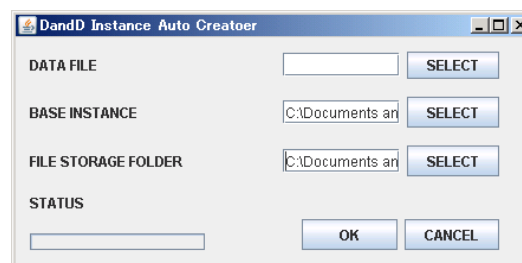 DandD Instance Auto Creatoer
DATA FILE SELECT
BASE INSTANCE C:\Documents an SELECT
FILE STORAGE FOLDER C:\Documents an SELECT
STATUS
OK CANCEL